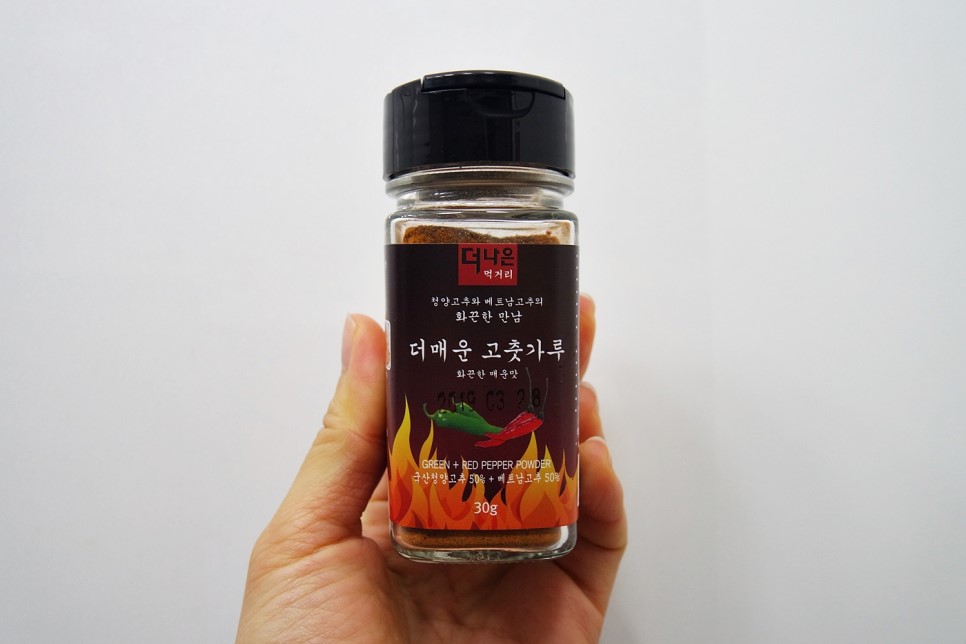 더나은
먹거리
청양고추와 베트남고추의
화끈한 만남
더매운 고춧가루
화끈한 매운맛
2019 03 28
GREEN + RED PEPPER POWDER
국산청양고추 50% + 베트남고추 50%
30g